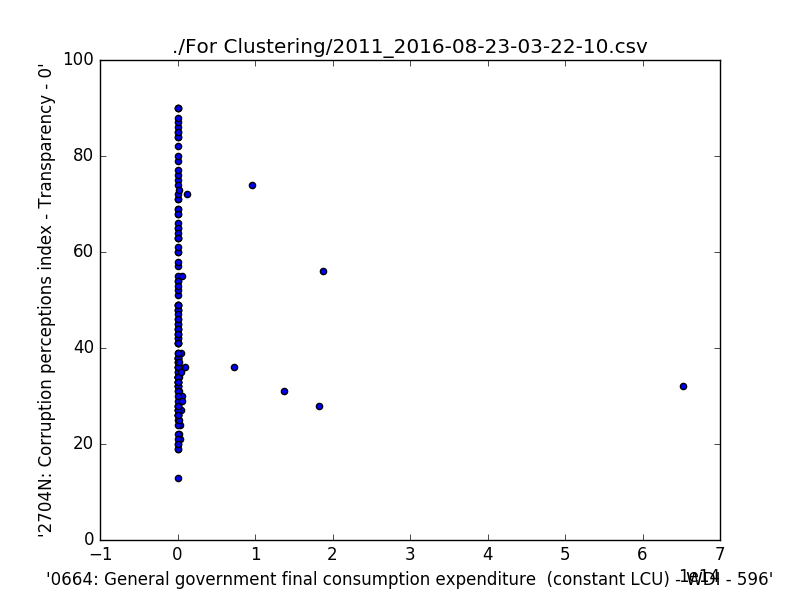 ./For Clustering/2011_2016-08-23-03-22-10.csv
'2704N: Corruption perceptions index - Transparency - 0'
100
80
60
40
20
0
−1 0 1 2 3 4 5 6 7
1e14
'0664: General government final consumption expenditure (constant LCU) - WDI - 596'